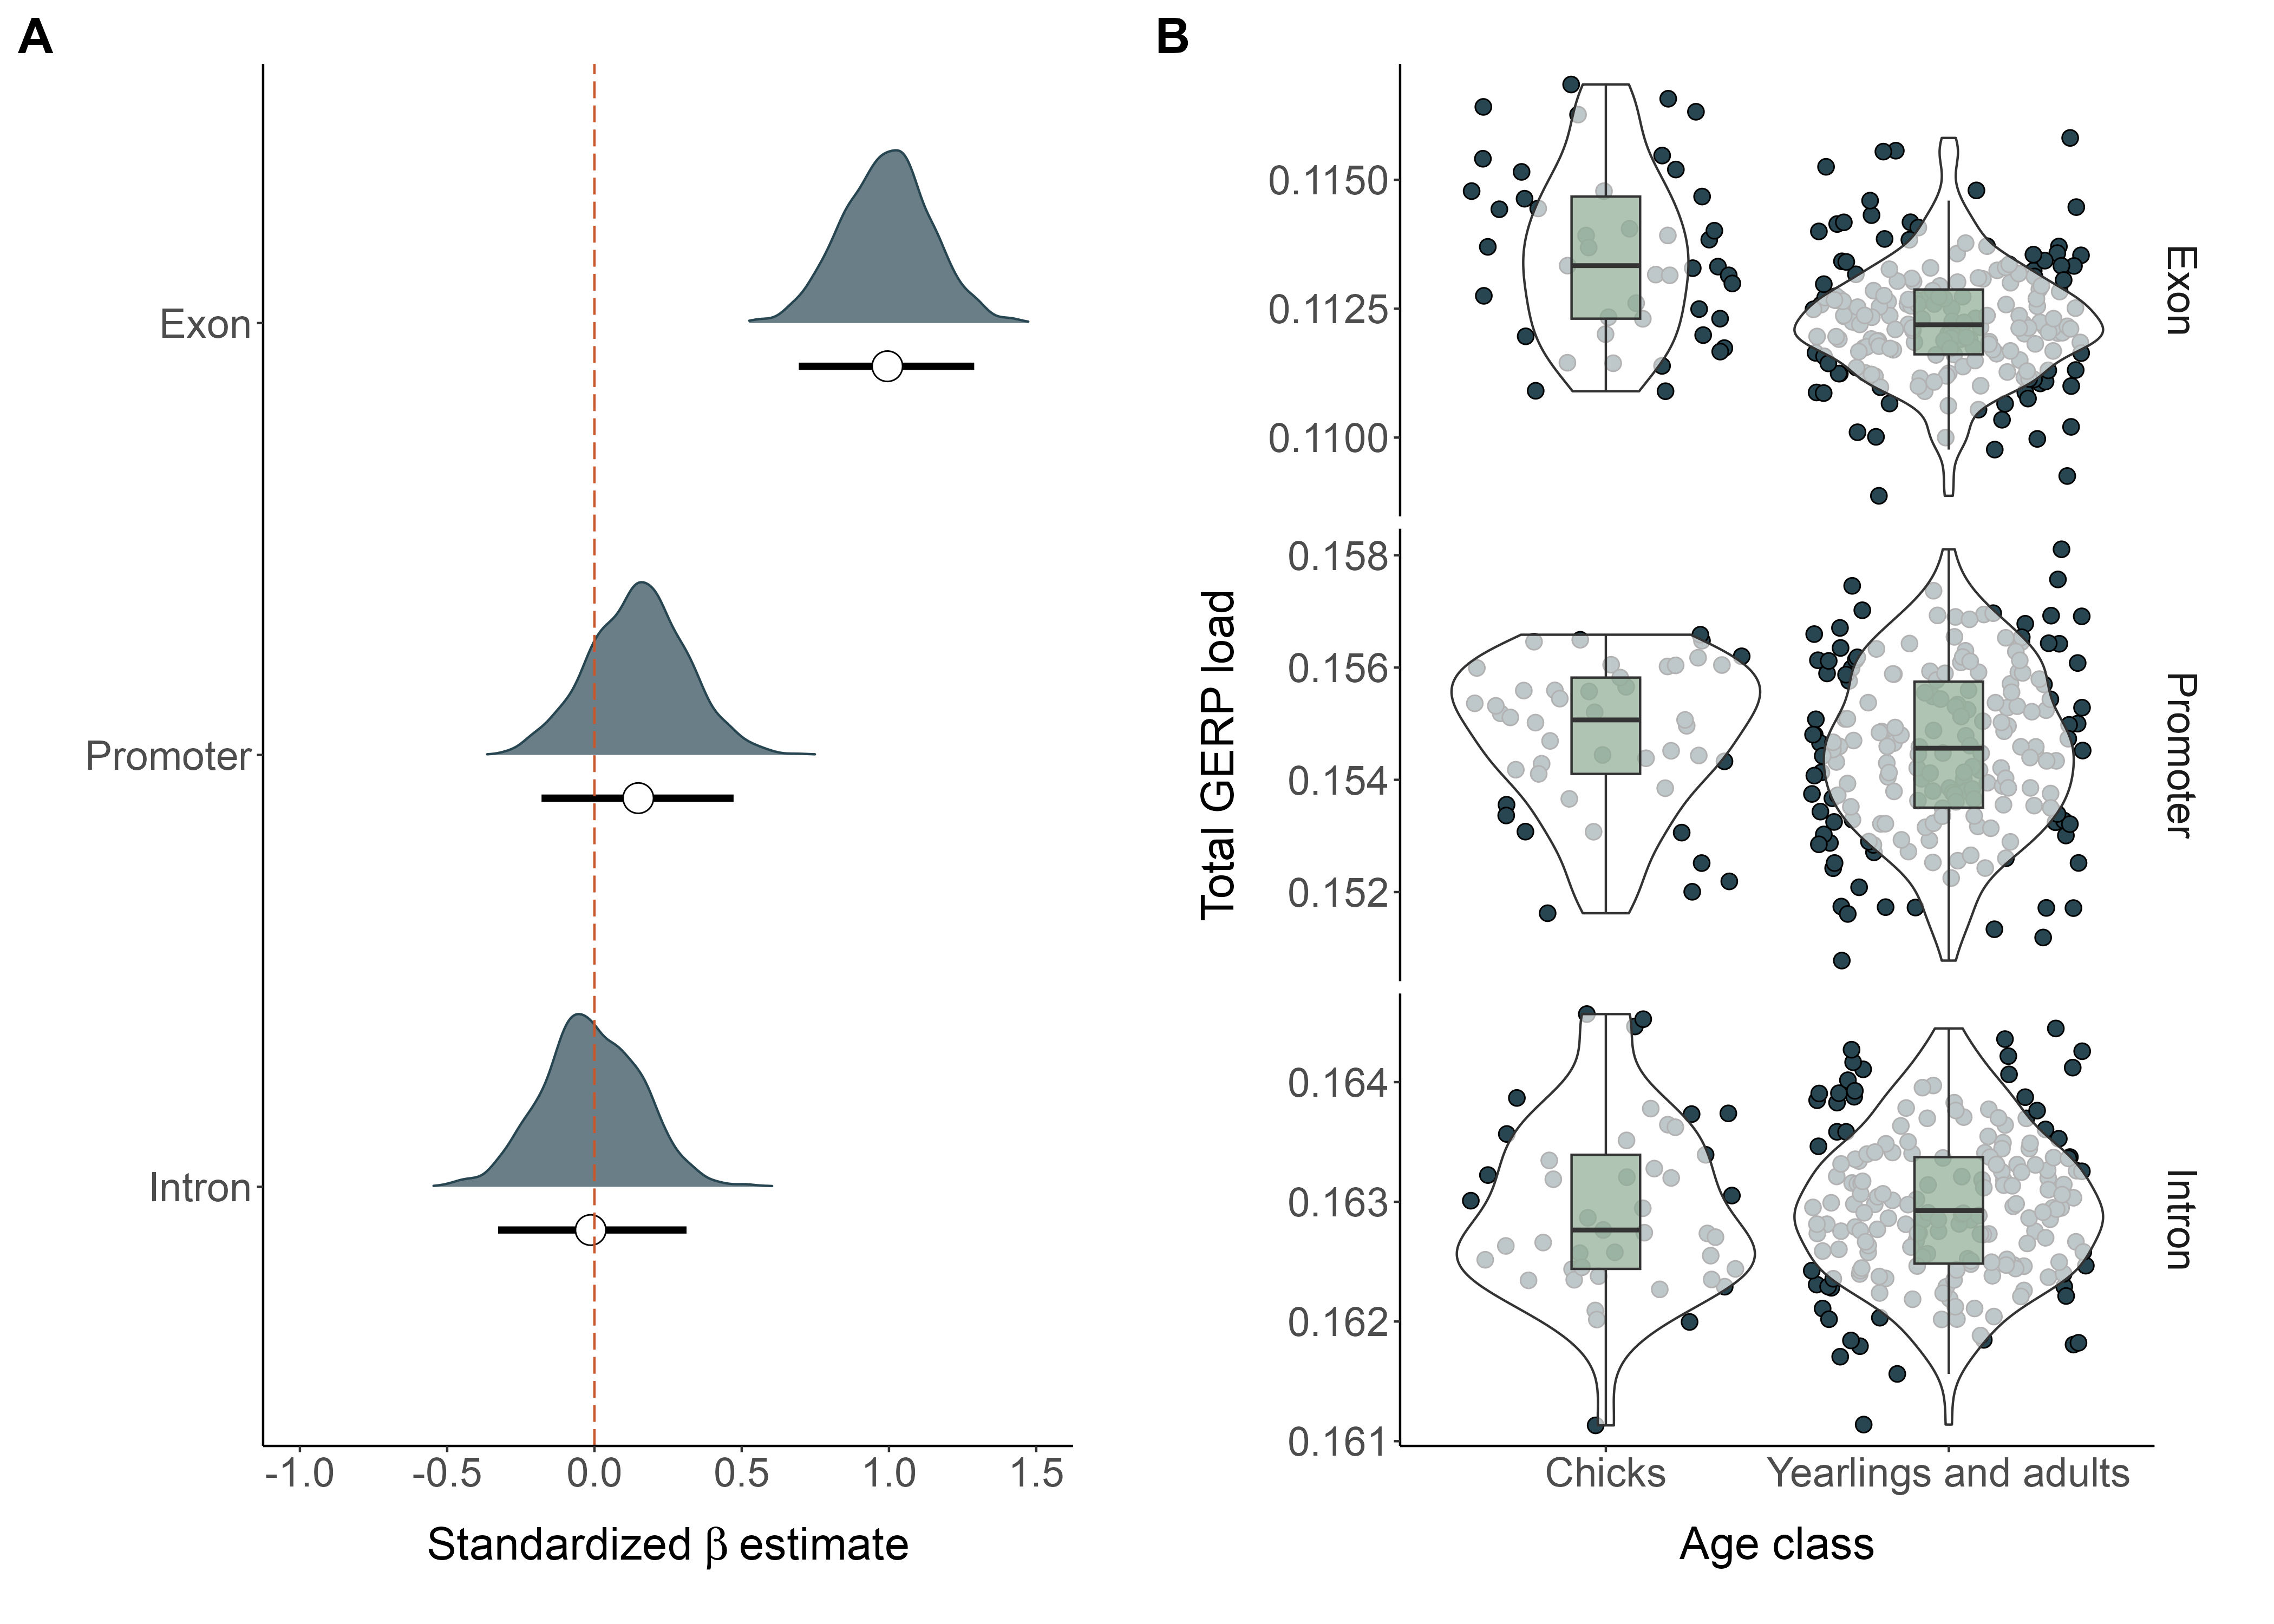 A
Exon
Promoter
Intron
-1.0 -0.5 0.0 0.5 1.0 1.5
Standardized β estimate
B
Total GERP load
0.1150
0.1125
0.1100
Exon
0.158
0.156
0.154
0.152
Promoter
0.164
0.163
0.162
0.161
Intron
Chicks Yearlings and adults
Age class